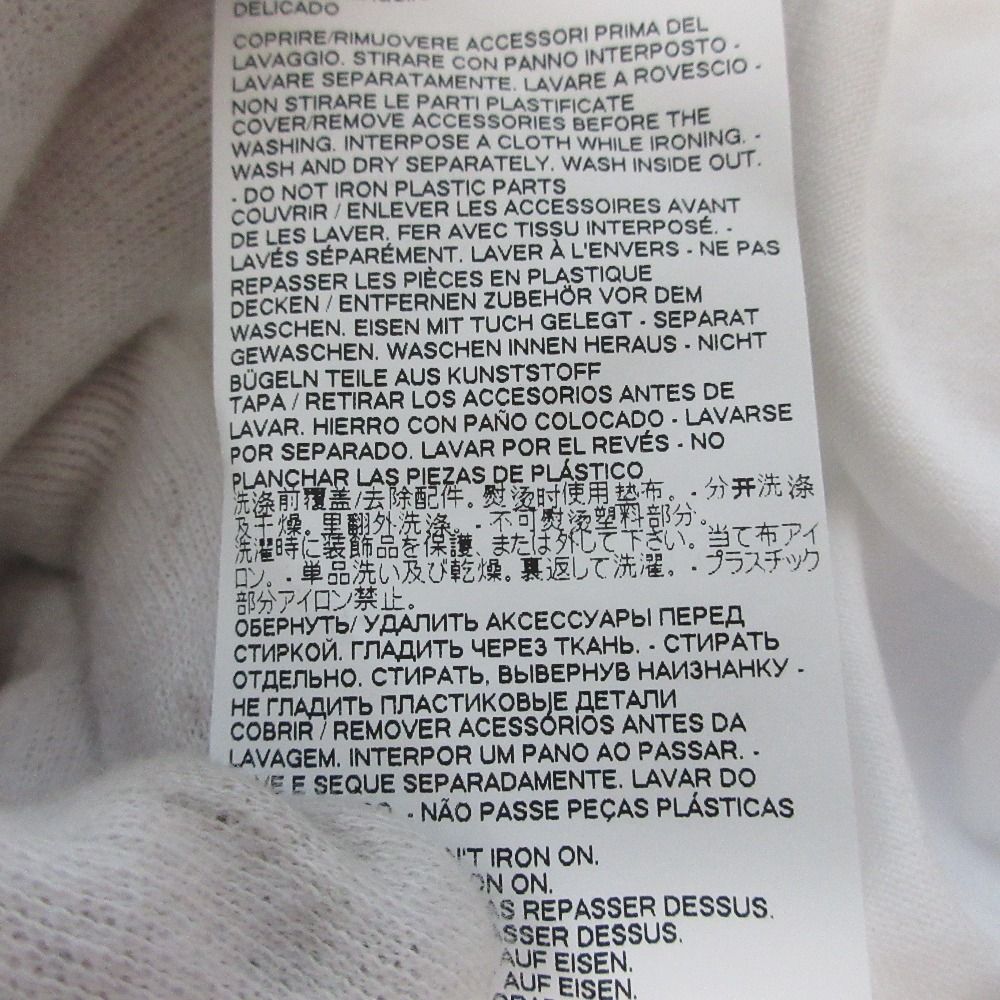 DELICADO
COPRIRE/RIMUOVERE ACCESSORI PRIMA DEL
LAVAGGIO. STIRARE CON PANNO INTERPOSTO -
LAVARE SEPARATAMENTE. LAVARE A ROVESCIO -
NON STIRARE LE PARTI PLASTIFICATE
COVER/REMOVE ACCESSORIES BEFORE THE
WASHING. INTERPOSE A CLOTH WHILE IRONING. -
WASH AND DRY SEPARATELY. WASH INSIDE OUT.
- DO NOT IRON PLASTIC PARTS
COUVRIR / ENLEVER LES ACCESSOIRES AVANT
DE LES LAVER. FER AVEC TISSU INTERPOSÉ. -
LAVÉS SÉPARÉMENT. LAVER À L'ENVERS - NE PAS
REPASSER LES PIÈCES EN PLASTIQUE
DECKEN / ENTFERNEN ZUBEHÖR VOR DEM
WASCHEN. EISEN MIT TUCH GELEGT - SEPARAT
GEWASCHEN. WASCHEN INNEN HERAUS - NICHT
BÜGELN TEILE AUS KUNSTSTOFF
TAPA / RETIRAR LOS ACCESORIOS ANTES DE
LAVAR. HIERRO CON PAÑO COLOCADO - LAVARSE
POR SEPARADO. LAVAR POR EL REVÉS - NO
PLANCHAR LAS PIEZAS DE PLÁSTICO
洗涤前覆盖/去除配件。熨烫时使用垫布。- 分开洗涤
及干燥。里翻外洗涤。- 不可熨烫塑料部分。
洗濯時に装飾品を保護、または外して下さい。当て布アイ
ロン。- 単品洗い及び乾燥。裏返して洗濯。- プラスチック
部分アイロン禁止。
ОБЕРНУТЬ/ УДАЛИТЬ АКСЕССУАРЫ ПЕРЕД
СТИРКОЙ. ГЛАДИТЬ ЧЕРЕЗ ТКАНЬ. - СТИРАТЬ
ОТДЕЛЬНО. СТИРАТЬ, ВЫВЕРНУВ НАИЗНАНКУ -
НЕ ГЛАДИТЬ ПЛАСТИКОВЫЕ ДЕТАЛИ
COBRIR / REMOVER ACESSÓRIOS ANTES DA
LAVAGEM. INTERPOR UM PANO AO PASSAR. -
E SEQUE SEPARADAMENTE. LAVAR DO
- NÃO PASSE PEÇAS PLÁSTICAS
'T IRON ON.
ON.
REPASSER DESSUS.
DESSUS.
AUF EISEN.
AUF EISEN.